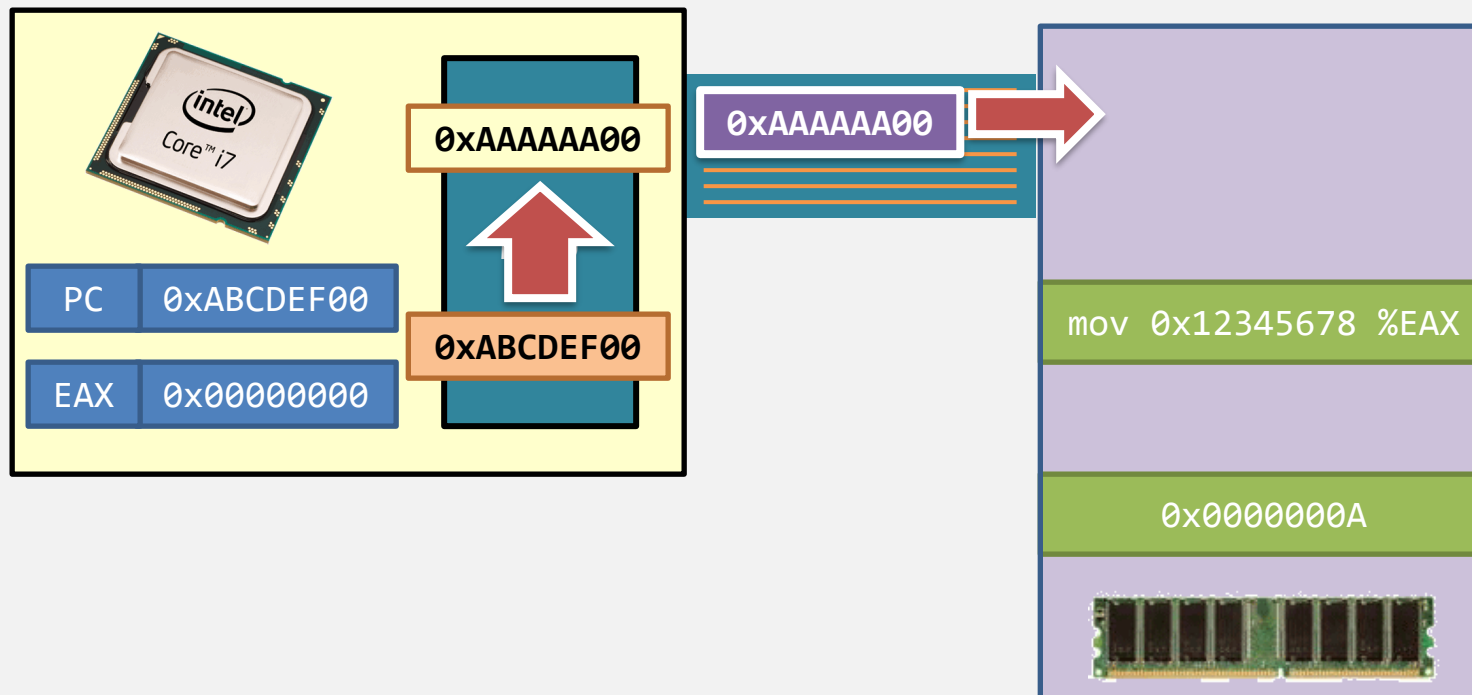 intel
Core™ i7
PC 0xABCDEF00
EAX 0x00000000
0xAAAAAA00
0xABCDEF00
0xAAAAAA00
mov 0x12345678 %EAX
0x0000000A